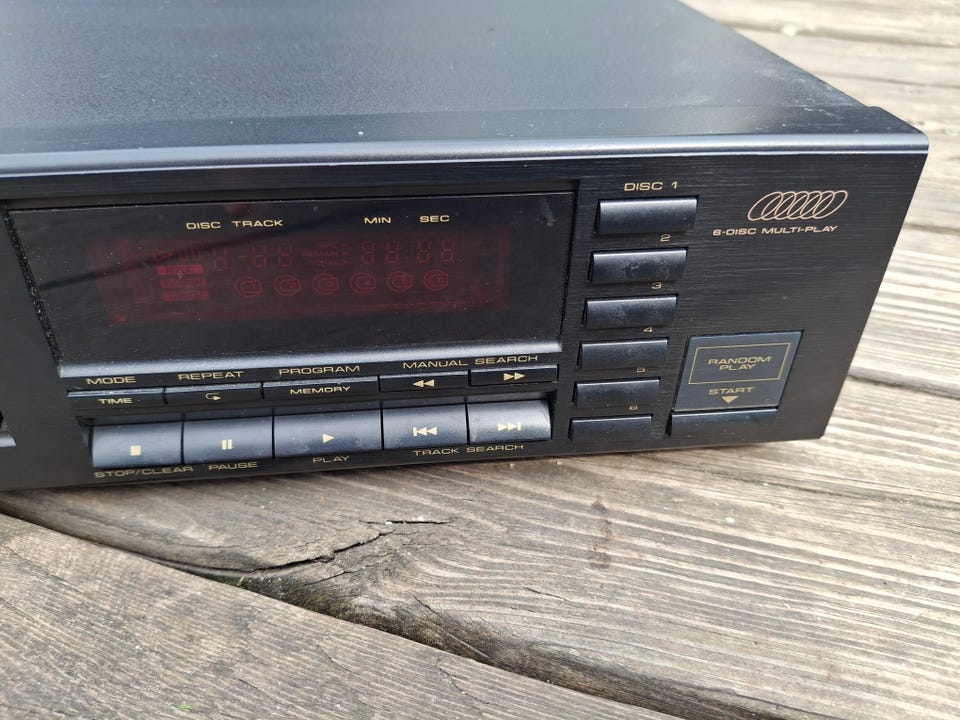 DISC 1
6-DISC MULTI-PLAY
DISC TRACK MIN SEC
2
3
4
5
6
REPEAT
MODE REPEAT PROGRAM MANUAL SEARCH
TIME MEMORY
RANDOM
PLAY
START
STOP/CLEAR PAUSE PLAY TRACK SEARCH